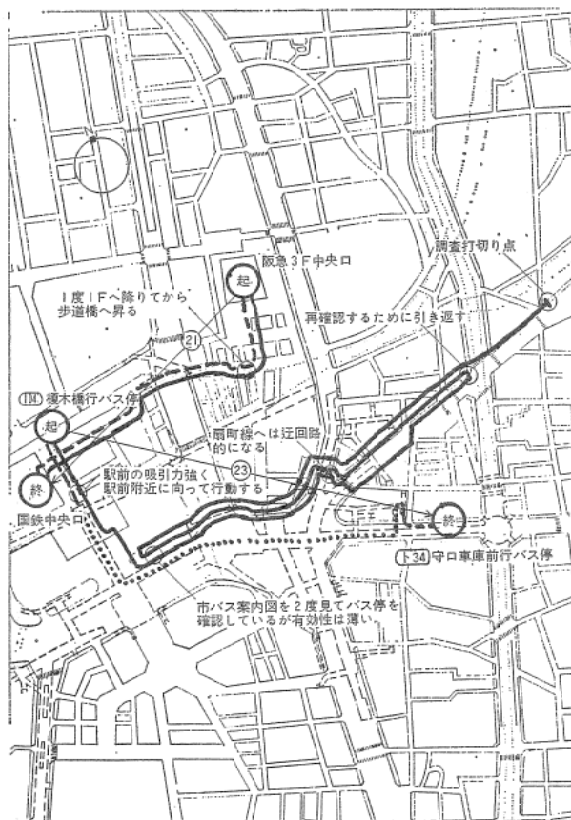 N
阪急3F中央口
起
調査打切り点
1度1Fへ降りてから
歩道橋へ昇る
再確認するために引き返す
21
榎木橋行バス停
起
扇町線へは迂回路
的になる
23
駅前の吸引力強く
駅前附近に向って行動する
終
国鉄中央口
終
34 守口車庫前行バス停
市バス案内図を2度見てバス停を
確認しているが有効性は薄い